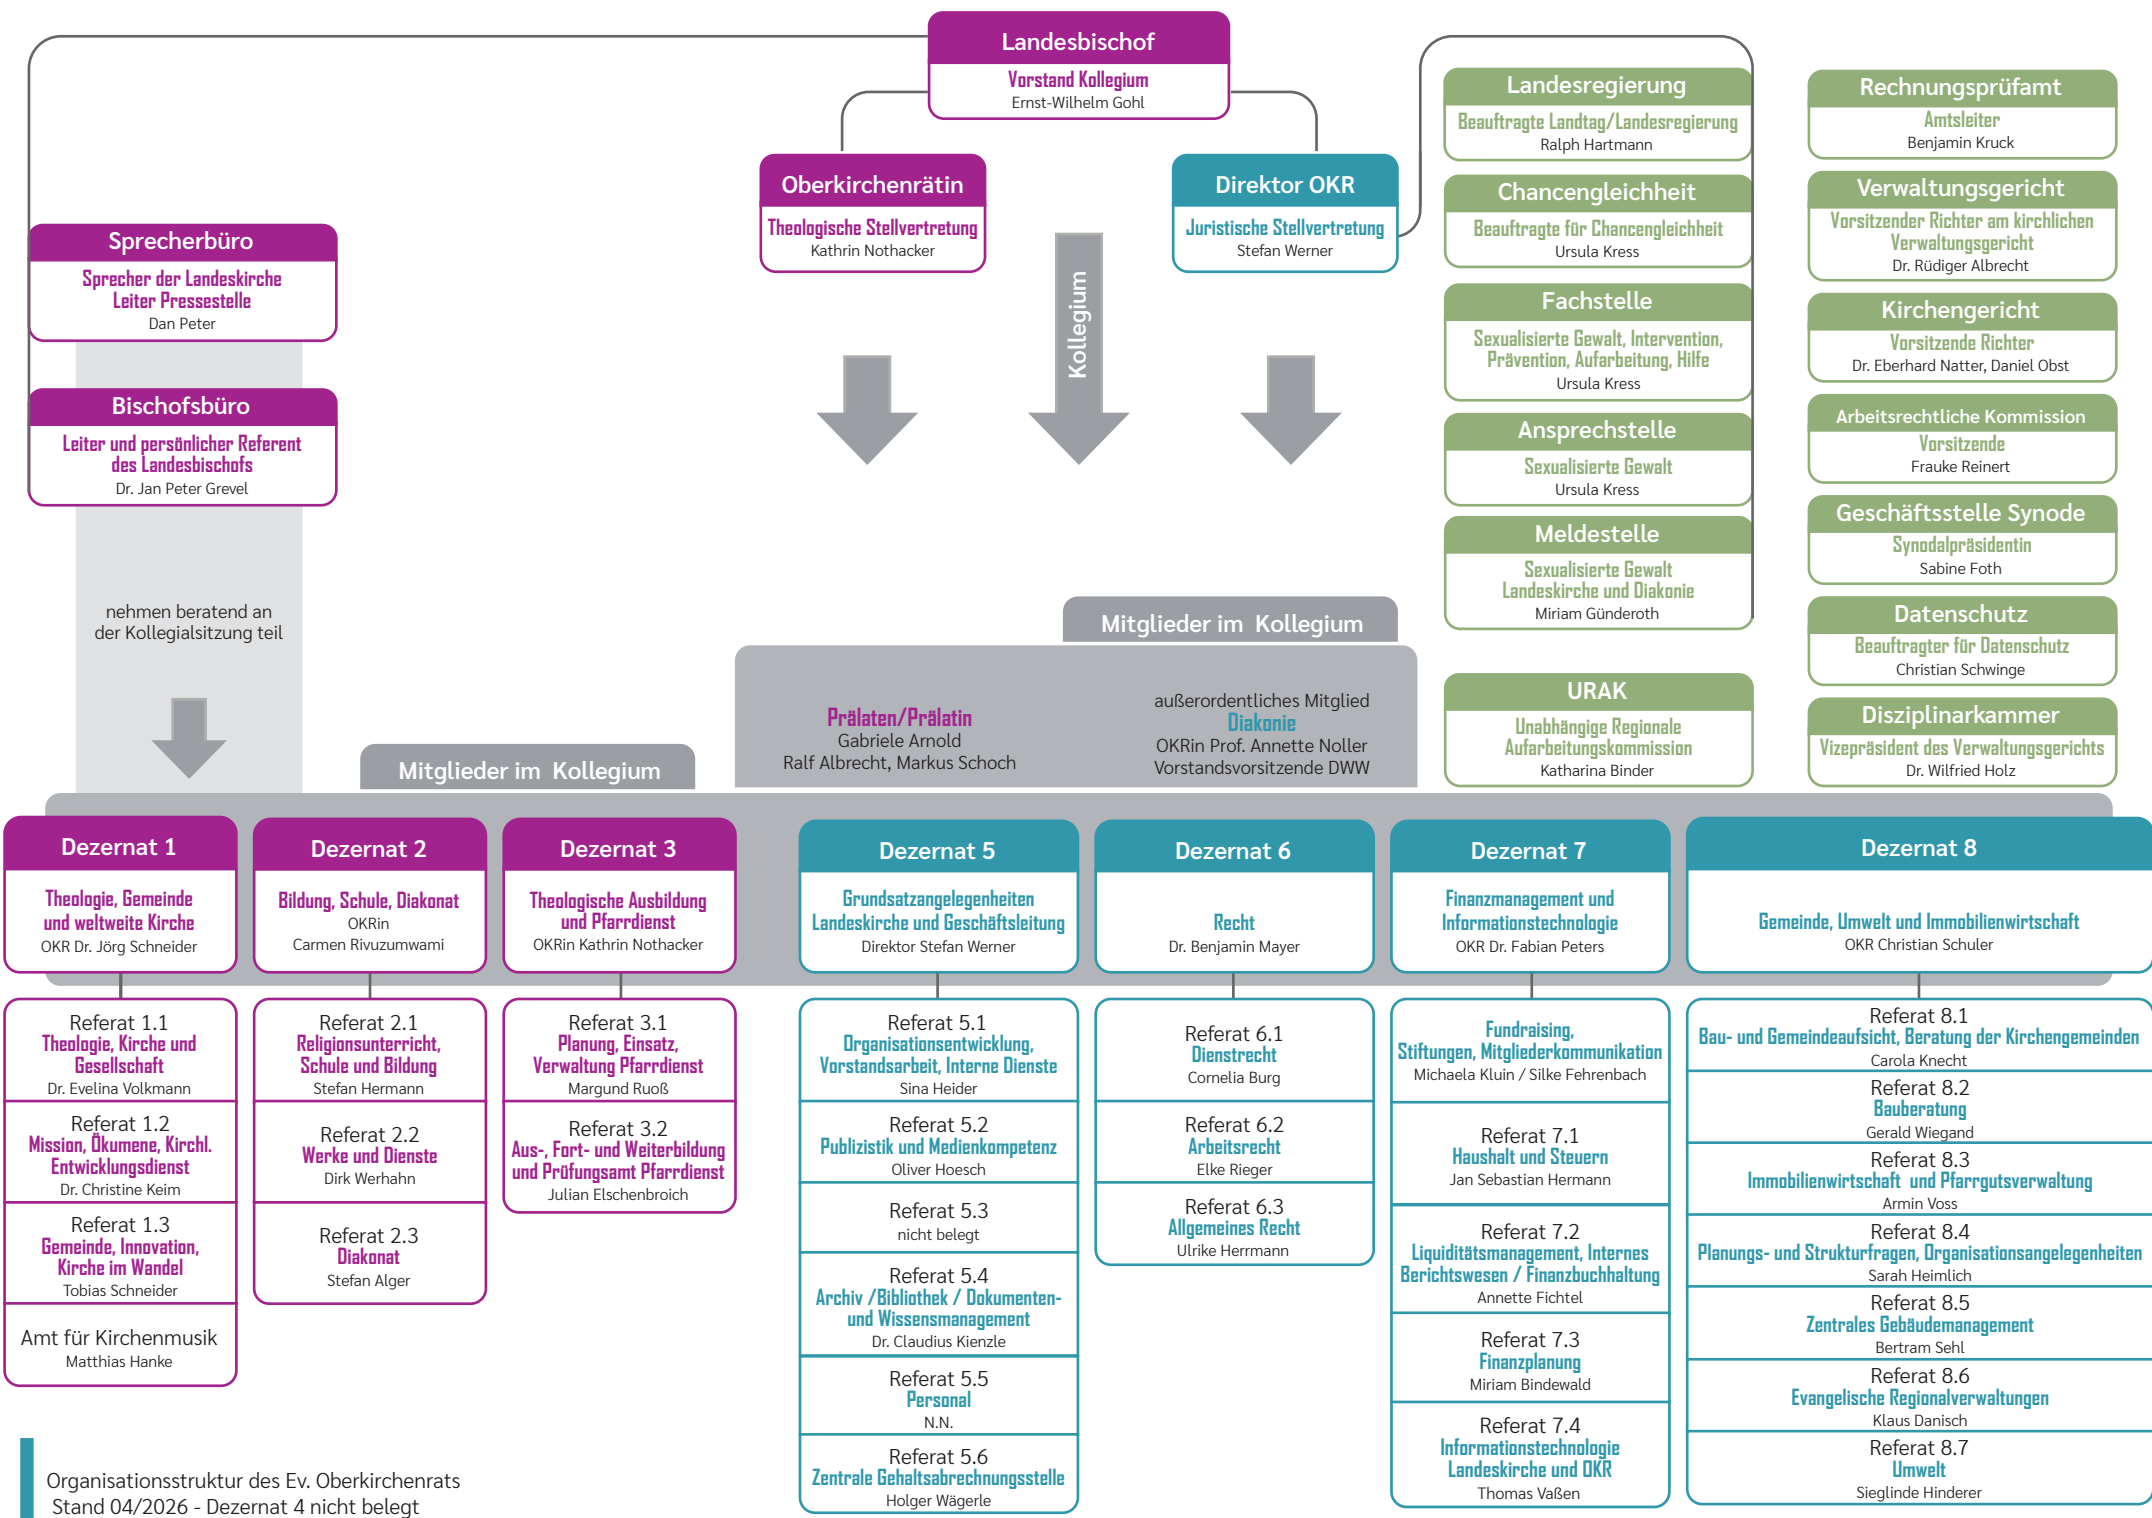 Landesbischof
Vorstand Kollegium
Ernst-Wilhelm Gohl
Oberkirchenrätin
Theologische Stellvertretung
Kathrin Nothacker
Direktor OKR
Juristische Stellvertretung
Stefan Werner
Kollegium
Sprecherbüro
Sprecher der Landeskirche
Leiter Pressestelle
Dan Peter
Bischofsbüro
Leiter und persönlicher Referent
des Landesbischofs
Dr. Jan Peter Grevel
nehmen beratend an
der Kollegialsitzung teil
Landesregierung
Beauftragte Landtag/Landesregierung
Ralph Hartmann
Chancengleichheit
Beauftragte für Chancengleichheit
Ursula Kress
Fachstelle
Sexualisierte Gewalt, Intervention,
Prävention, Aufarbeitung, Hilfe
Ursula Kress
Ansprechstelle
Sexualisierte Gewalt
Ursula Kress
Meldestelle
Sexualisierte Gewalt
Landeskirche und Diakonie
Miriam Günderoth
URAK
Unabhängige Regionale
Aufarbeitungskommission
Katharina Binder
Rechnungsprüfamt
Amtsleiter
Benjamin Kruck
Verwaltungsgericht
Vorsitzender Richter am kirchlichen
Verwaltungsgericht
Dr. Rüdiger Albrecht
Kirchengericht
Vorsitzende Richter
Dr. Eberhard Natter, Daniel Obst
Arbeitsrechtliche Kommission
Vorsitzende
Frauke Reinert
Geschäftsstelle Synode
Synodalpräsidentin
Sabine Foth
Datenschutz
Beauftragter für Datenschutz
Christian Schwinge
Disziplinarkammer
Vizepräsident des Verwaltungsgerichts
Dr. Wilfried Holz
Mitglieder im Kollegium
Prälaten/Prälatin
Gabriele Arnold
Ralf Albrecht, Markus Schoch
außerordentliches Mitglied
Diakonie
OKRin Prof. Annette Noller
Vorstandsvorsitzende DWW
Mitglieder im Kollegium
Dezernat 1
Theologie, Gemeinde
und weltweite Kirche
OKR Dr. Jörg Schneider
Referat 1.1
Theologie, Kirche und
Gesellschaft
Dr. Evelina Volkmann
Referat 1.2
Mission, Ökumene, Kirchl.
Entwicklungsdienst
Dr. Christine Keim
Referat 1.3
Gemeinde, Innovation,
Kirche im Wandel
Tobias Schneider
Amt für Kirchenmusik
Matthias Hanke
Dezernat 2
Bildung, Schule, Diakonat
OKRin
Carmen Rivuzumwami
Referat 2.1
Religionsunterricht,
Schule und Bildung
Stefan Hermann
Referat 2.2
Werke und Dienste
Dirk Werhahn
Referat 2.3
Diakonat
Stefan Alger
Dezernat 3
Theologische Ausbildung
und Pfarrdienst
OKRin Kathrin Nothacker
Referat 3.1
Planung, Einsatz,
Verwaltung Pfarrdienst
Margund Ruoß
Referat 3.2
Aus-, Fort- und Weiterbildung
und Prüfungsamt Pfarrdienst
Julian Elschenbroich
Dezernat 5
Grundsatzangelegenheiten
Landeskirche und Geschäftsleitung
Direktor Stefan Werner
Referat 5.1
Organisationsentwicklung,
Vorstandsarbeit, Interne Dienste
Sina Heider
Referat 5.2
Publizistik und Medienkompetenz
Oliver Hoesch
Referat 5.3
nicht belegt
Referat 5.4
Archiv /Bibliothek / Dokumenten-
und Wissensmanagement
Dr. Claudius Kienzle
Referat 5.5
Personal
N.N.
Referat 5.6
Zentrale Gehaltsabrechnungsstelle
Holger Wägerle
Dezernat 6
Recht
Dr. Benjamin Mayer
Referat 6.1
Dienstrecht
Cornelia Burg
Referat 6.2
Arbeitsrecht
Elke Rieger
Referat 6.3
Allgemeines Recht
Ulrike Herrmann
Dezernat 7
Finanzmanagement und
Informationstechnologie
OKR Dr. Fabian Peters
Fundraising,
Stiftungen, Mitgliederkommunikation
Michaela Kluin / Silke Fehrenbach
Referat 7.1
Haushalt und Steuern
Jan Sebastian Hermann
Referat 7.2
Liquiditätsmanagement, Internes
Berichtswesen / Finanzbuchhaltung
Annette Fichtel
Referat 7.3
Finanzplanung
Miriam Bindewald
Referat 7.4
Informationstechnologie
Landeskirche und OKR
Thomas Vaßen
Dezernat 8
Gemeinde, Umwelt und Immobilienwirtschaft
OKR Christian Schuler
Referat 8.1
Bau- und Gemeindeaufsicht, Beratung der Kirchengemeinden
Carola Knecht
Referat 8.2
Bauberatung
Gerald Wiegand
Referat 8.3
Immobilienwirtschaft und Pfarrgutsverwaltung
Armin Voss
Referat 8.4
Planungs- und Strukturfragen, Organisationsangelegenheiten
Sarah Heimlich
Referat 8.5
Zentrales Gebäudemanagement
Bertram Sehl
Referat 8.6
Evangelische Regionalverwaltungen
Klaus Danisch
Referat 8.7
Umwelt
Sieglinde Hinderer
Organisationsstruktur des Ev. Oberkirchenrats
Stand 04/2026 - Dezernat 4 nicht belegt